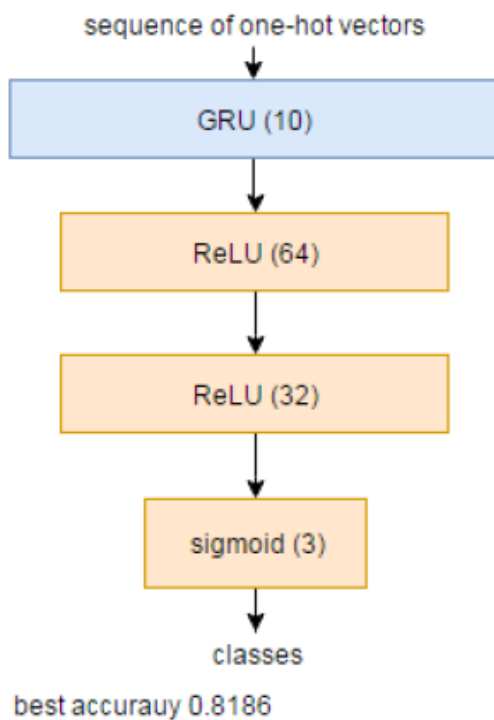 sequence of one-hot vectors
GRU (10)
ReLU (64)
ReLU (32)
sigmoid (3)
classes
best accurauy 0.8186